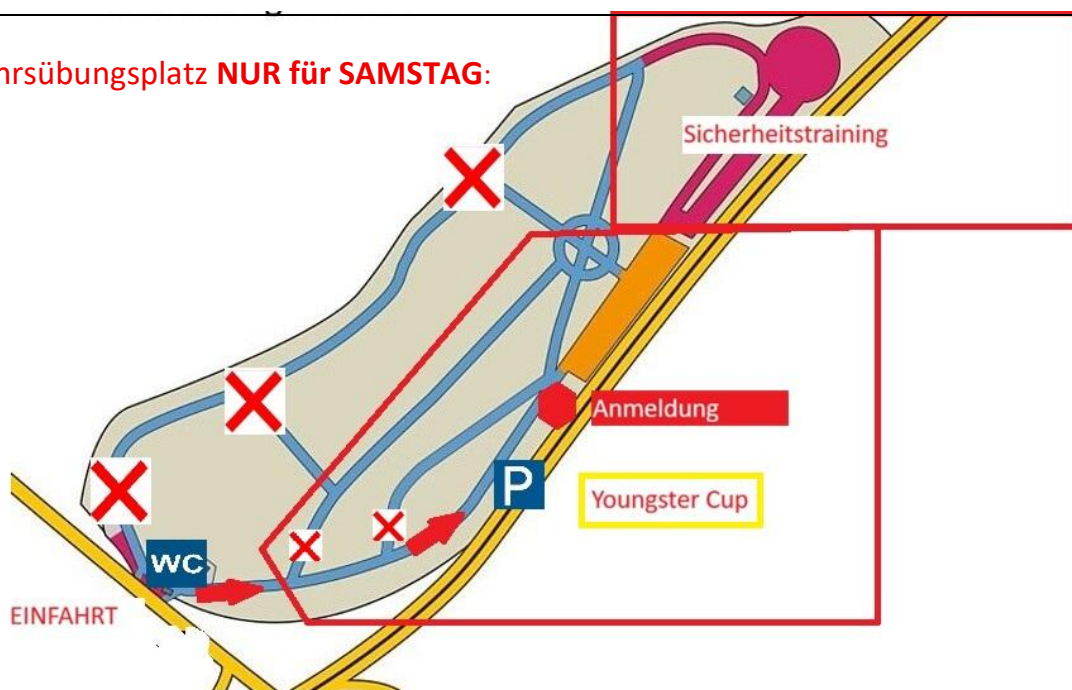 hrsübungsplatz NUR für SAMSTAG:
Sicherheitstraining
Anmeldung
P
Youngster Cup
WC
EINFAHRT